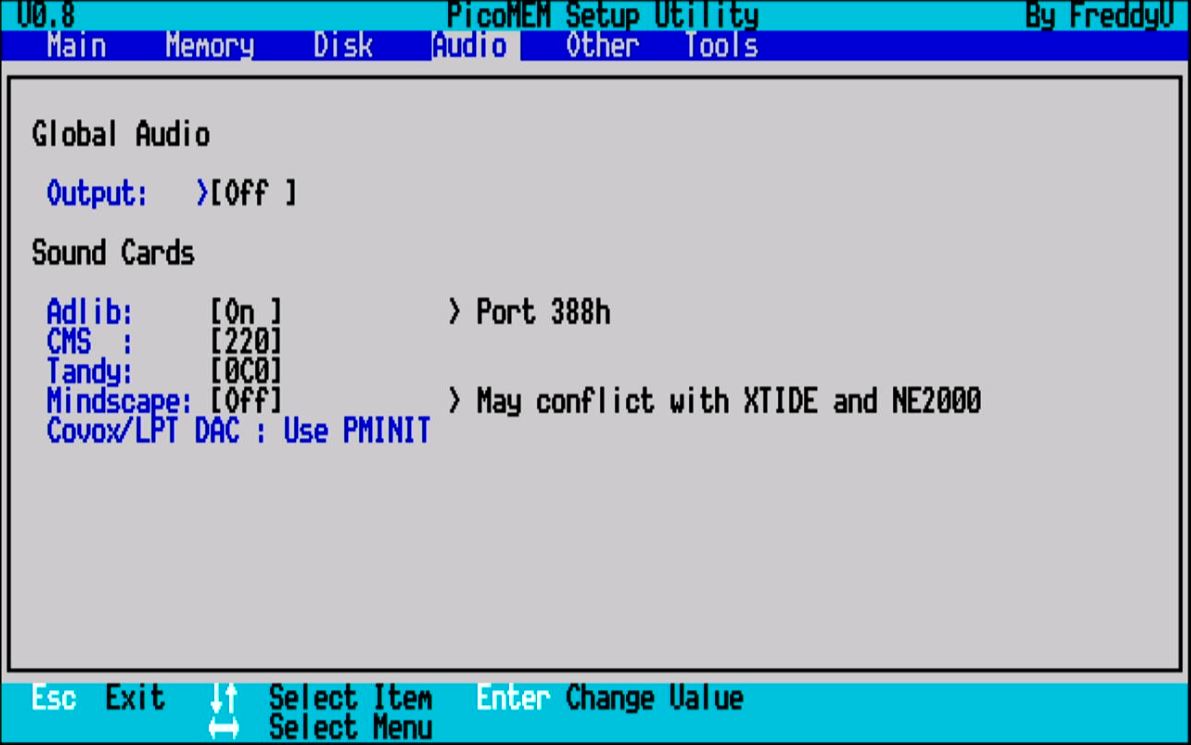 V0.8 PicoMEM Setup Utility By FreddyV
Main Memory Disk Audio Other Tools
Global Audio
Output: >[Off ]
Sound Cards
Adlib: [On ] > Port 388h
CMS : [220]
Tandy: [0C0]
Mindscape: [Off] > May conflict with XTIDE and NE2000
Covox/LPT DAC : Use PMINIT
Esc Exit ↓↑ Select Item Enter Change Value
↔ Select Menu